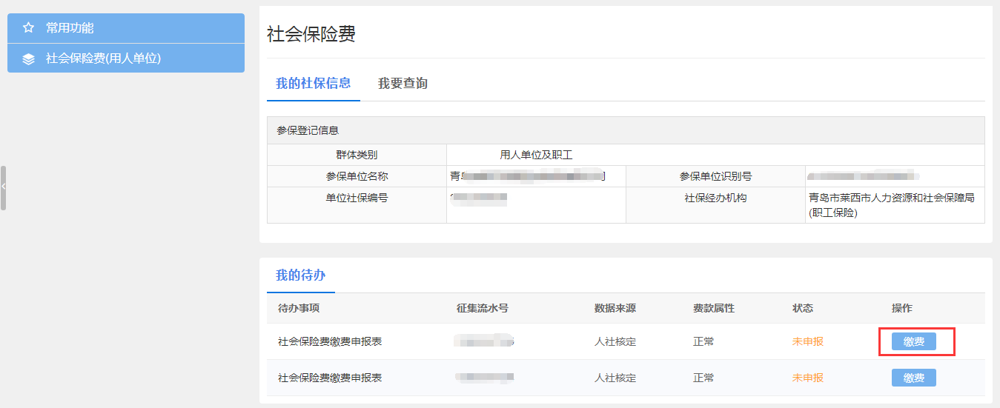 常用功能
社会保险费(用人单位)
社会保险费
我的社保信息 我要查询
参保登记信息
群体类别 用人单位及职工
参保单位名称 青岛 参保单位识别号
单位社保编号 社保经办机构 青岛市莱西市人力资源和社会保障局
(职工保险)
我的待办
待办事项 征集流水号 数据来源 费款属性 状态 操作
社会保险费缴费申报表 人社核定 正常 未申报 缴费
社会保险费缴费申报表 人社核定 正常 未申报 缴费